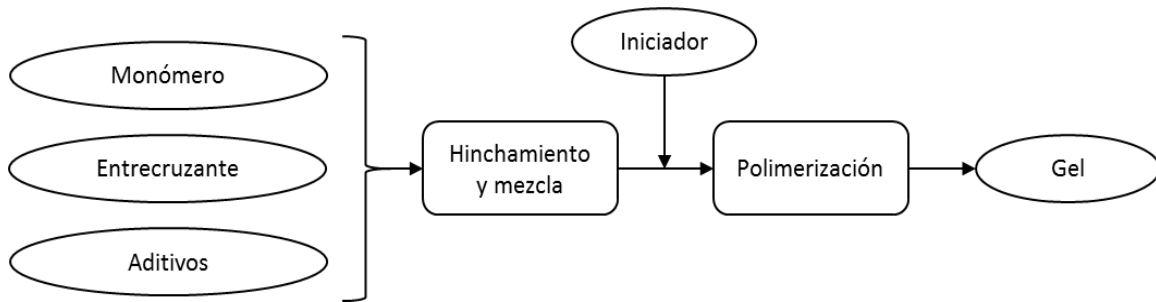 Monómero
Entrecruzante
Aditivos
Hinchamiento
y mezcla
Iniciador
Polimerización
Gel